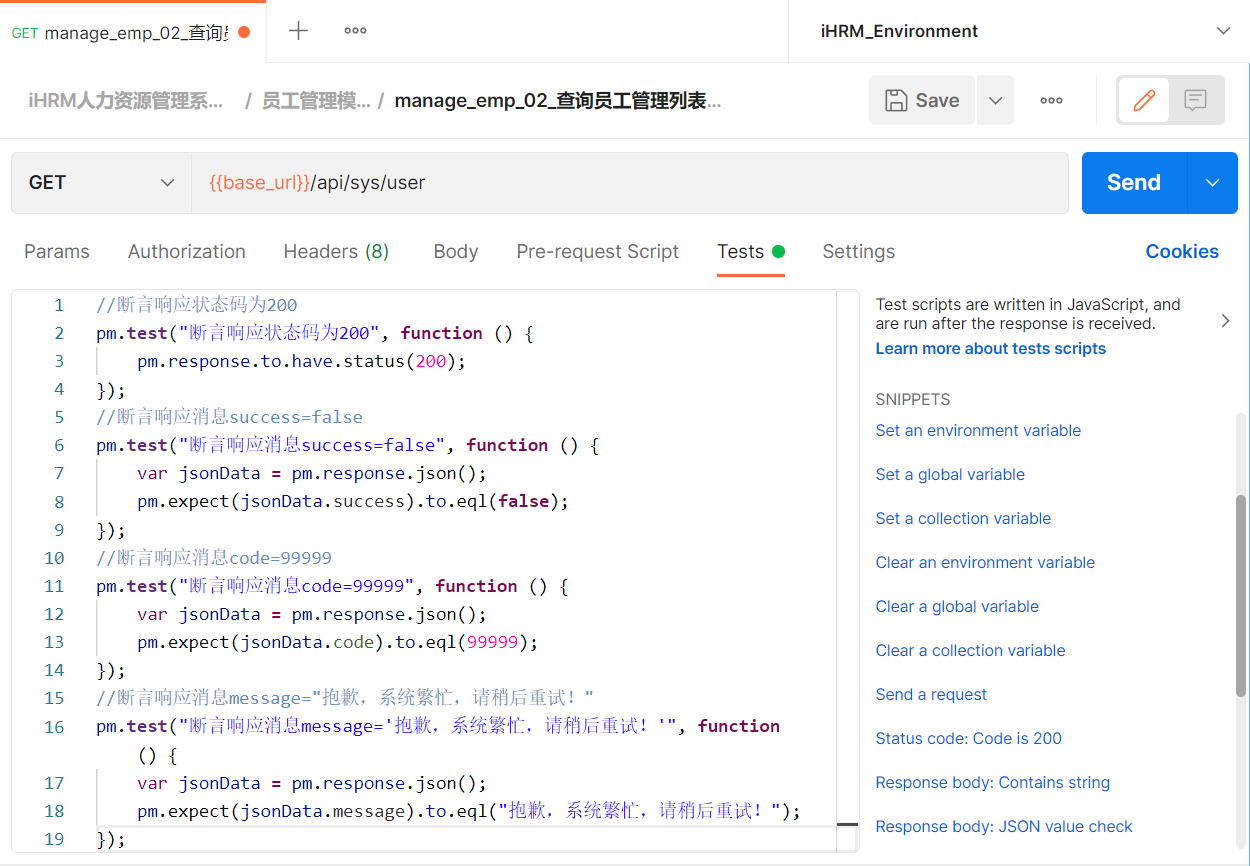 GET manage_emp_02_查询
iHRM_Environment
iHRM人力资源管理系... / 员工管理模... / manage_emp_02_查询员工管理列表...
Save
GET
{{base_url}}/api/sys/user
Send
Params Authorization Headers (8) Body Pre-request Script Tests Settings Cookies
1 //断言响应状态码为200
2 pm.test("断言响应状态码为200", function () {
3 pm.response.to.have.status(200);
4 });
5 //断言响应消息success=false
6 pm.test("断言响应消息success=false", function () {
7 var jsonData = pm.response.json();
8 pm.expect(jsonData.success).to.eql(false);
9 });
10 //断言响应消息code=99999
11 pm.test("断言响应消息code=99999", function () {
12 var jsonData = pm.response.json();
13 pm.expect(jsonData.code).to.eql(99999);
14 });
15 //断言响应消息message="抱歉，系统繁忙，请稍后重试！"
16 pm.test("断言响应消息message='抱歉，系统繁忙，请稍后重试！'", function
() {
17 var jsonData = pm.response.json();
18 pm.expect(jsonData.message).to.eql("抱歉，系统繁忙，请稍后重试！");
19 });
Test scripts are written in JavaScript, and
are run after the response is received.
Learn more about tests scripts
SNIPPETS
Set an environment variable
Set a global variable
Set a collection variable
Clear an environment variable
Clear a global variable
Clear a collection variable
Send a request
Status code: Code is 200
Response body: Contains string
Response body: JSON value check